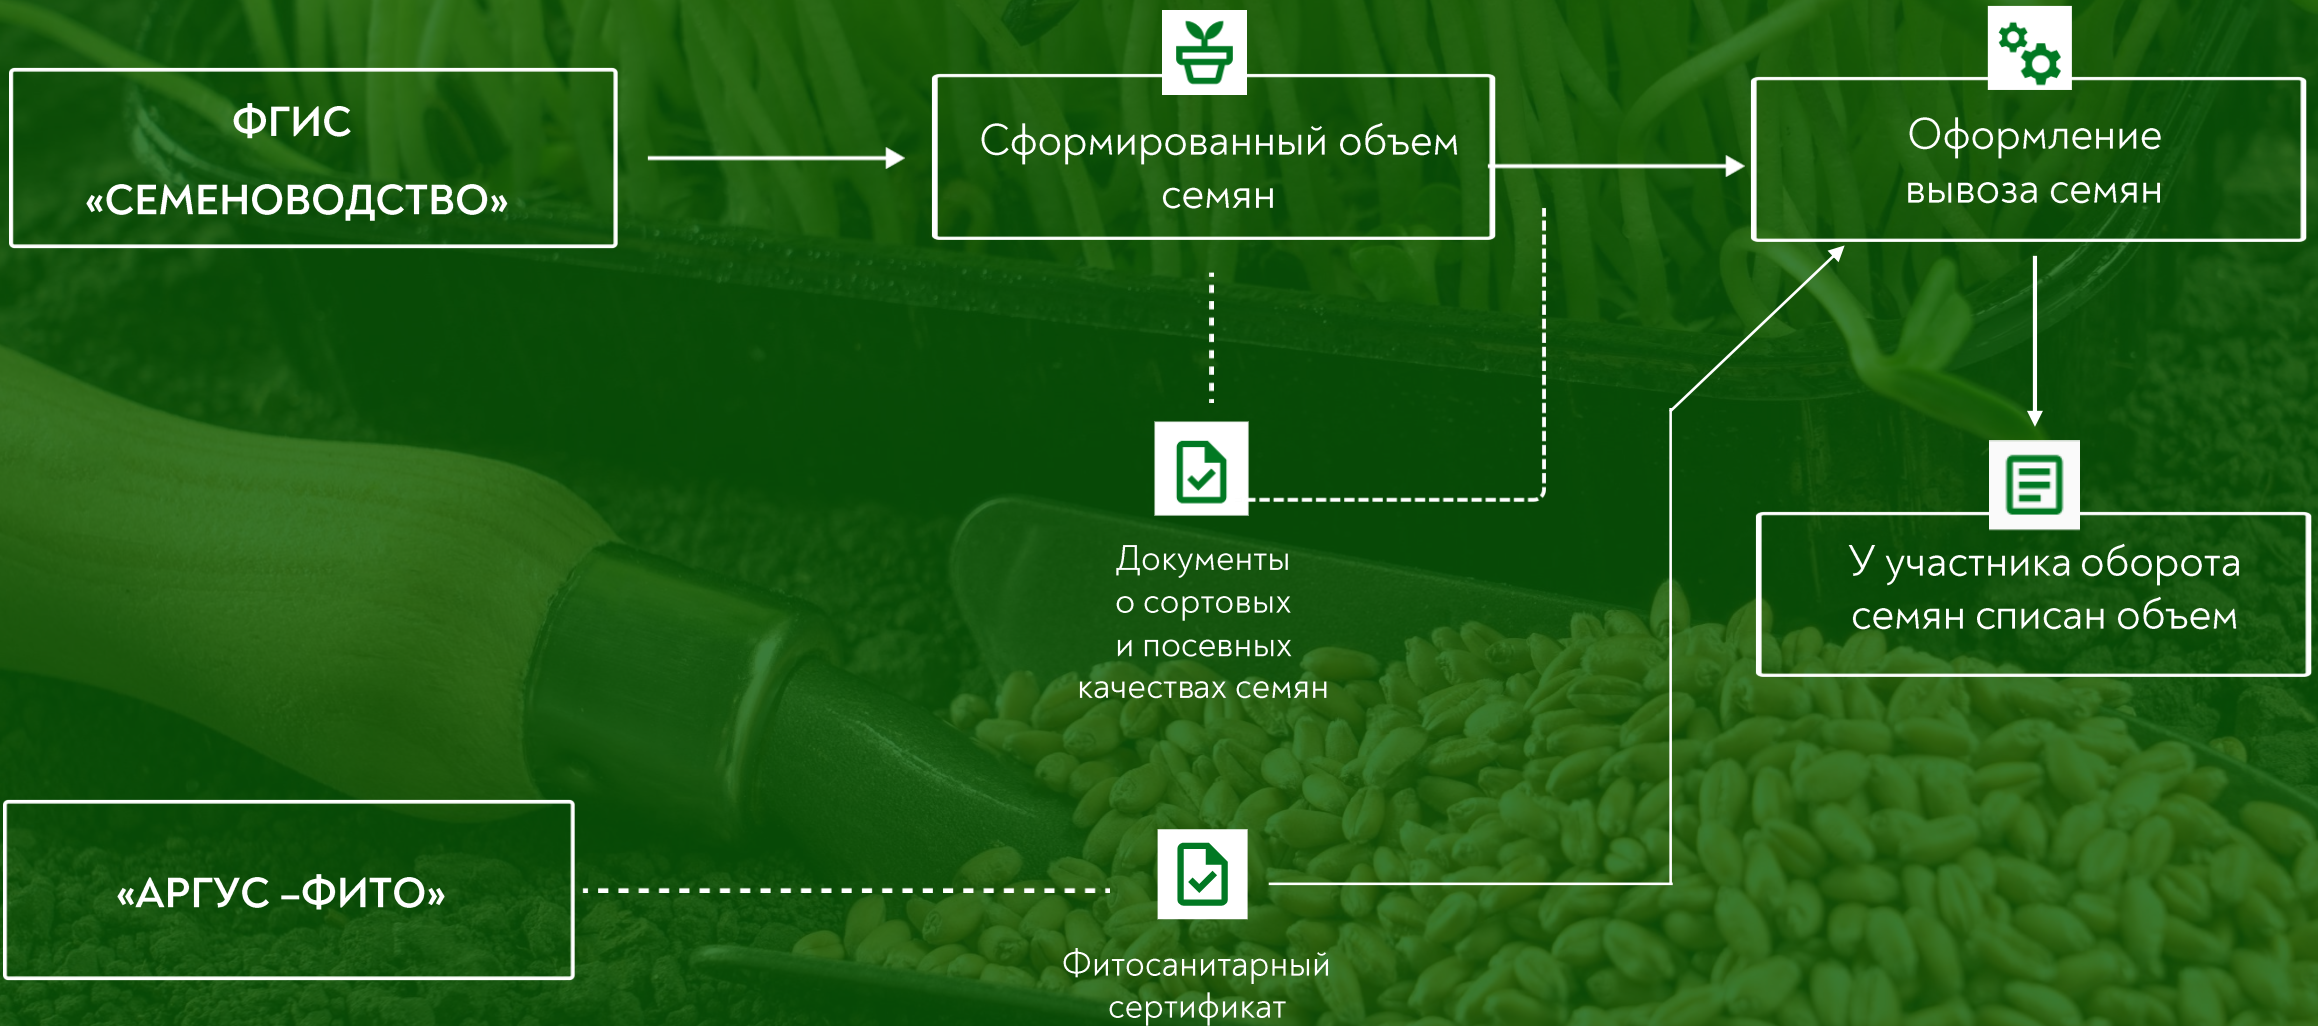 ФГИС
«СЕМЕНОВОДСТВО»
Сформированный объем
семян
Оформление
вывоза семян
Документы
о сортовых
и посевных
качествах семян
У участника оборота
семян списан объем
«АРГУС –ФИТО»
Фитосанитарный
сертификат